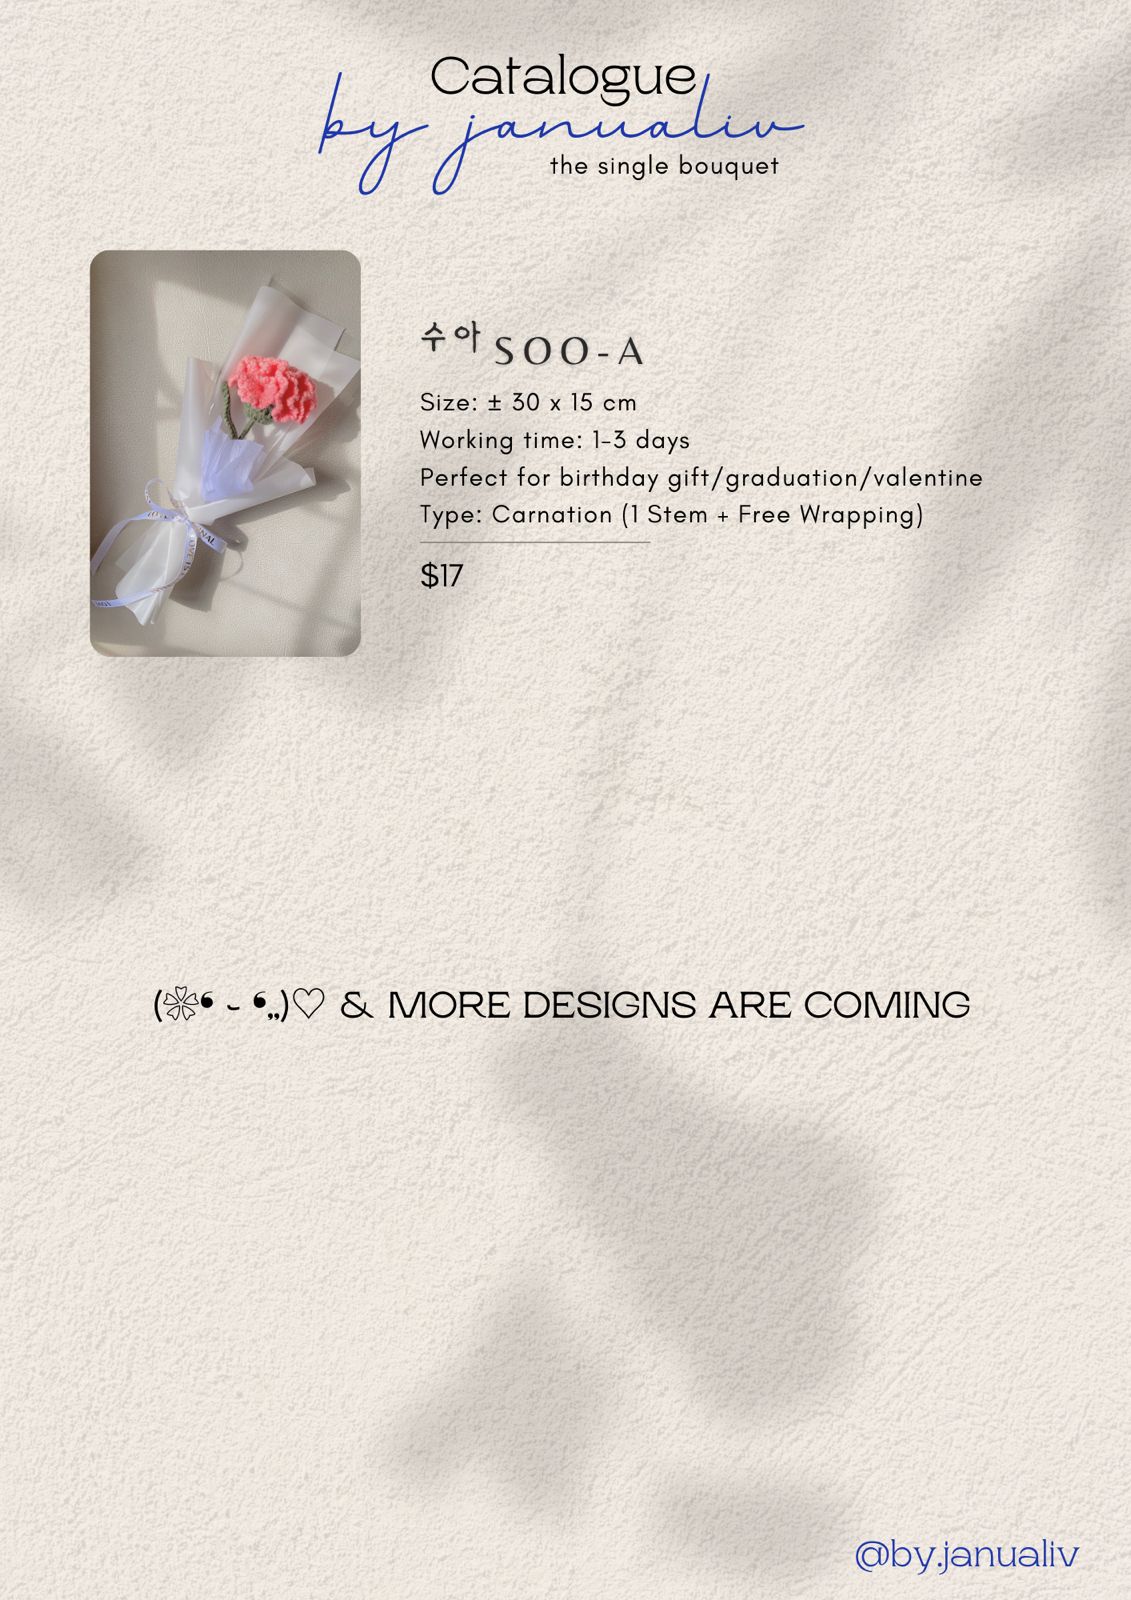 Catalogue
by janualiv
the single bouquet
수아 SOO-A
Size: ± 30 x 15 cm
Working time: 1-3 days
Perfect for birthday gift/graduation/valentine
Type: Carnation (1 Stem + Free Wrapping)
$17
(❀❛ ᴗ ❛„)♡ & MORE DESIGNS ARE COMING
@by.janualiv